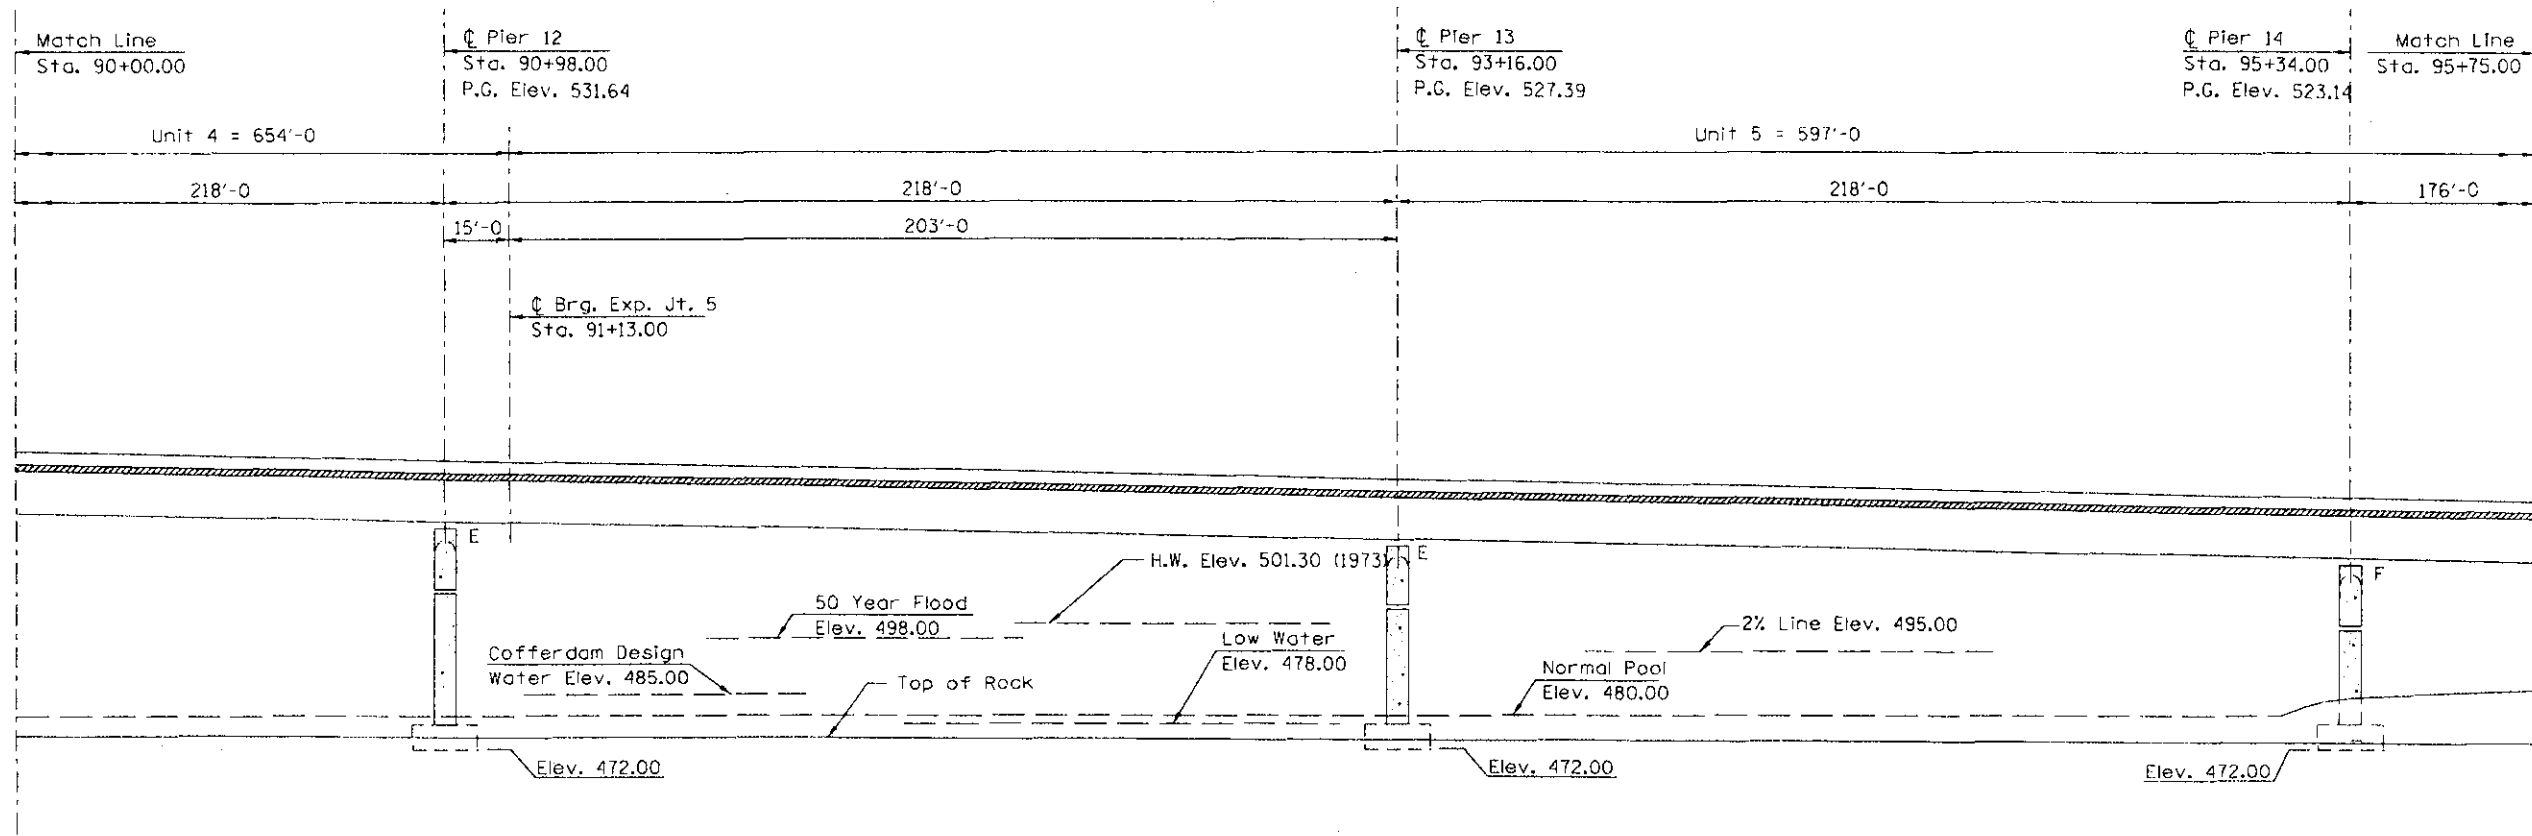 Match Line
Sta. 90+00.00
℄ Pier 12
Sta. 90+98.00
P.G. Elev. 531.64
℄ Pier 13
Sta. 93+16.00
P.G. Elev. 527.39
℄ Pier 14
Sta. 95+34.00
P.G. Elev. 523.14
Match Line
Sta. 95+75.00
Unit 4 = 654'-0
Unit 5 = 597'-0
218'-0
218'-0
218'-0
176'-0
15'-0
203'-0
℄ Brg. Exp. Jt. 5
Sta. 91+13.00
E
E
F
H.W. Elev. 501.30 (1973)
50 Year Flood
Elev. 498.00
2% Line Elev. 495.00
Low Water
Elev. 478.00
Cofferdam Design
Water Elev. 485.00
Normal Pool
Elev. 480.00
Top of Rock
Elev. 472.00
Elev. 472.00
Elev. 472.00